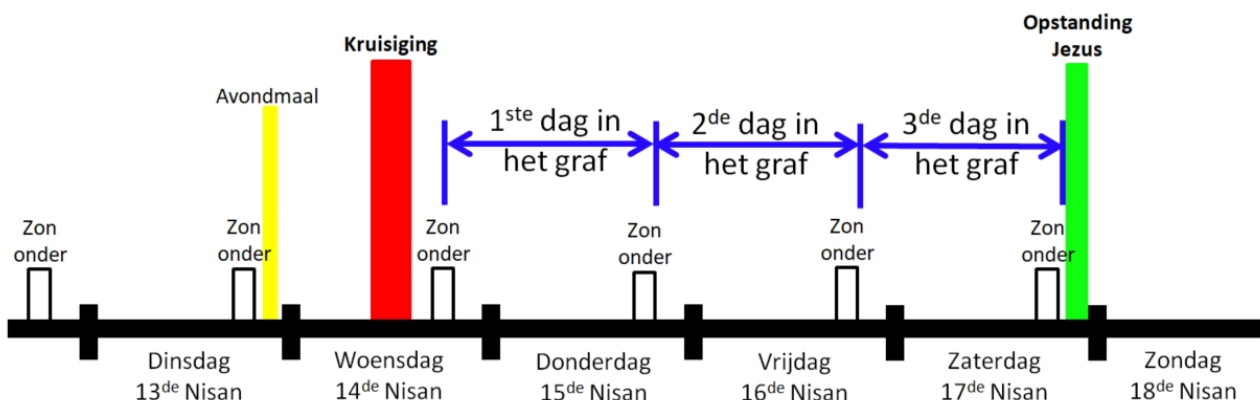 Opstanding
Jezus
Kruisiging
Avondmaal
1ste dag in
het graf
2de dag in
het graf
3de dag in
het graf
Zon
onder
Zon
onder
Zon
onder
Zon
onder
Zon
onder
Zon
onder
Dinsdag
13de Nisan
Woensdag
14de Nisan
Donderdag
15de Nisan
Vrijdag
16de Nisan
Zaterdag
17de Nisan
Zondag
18de Nisan